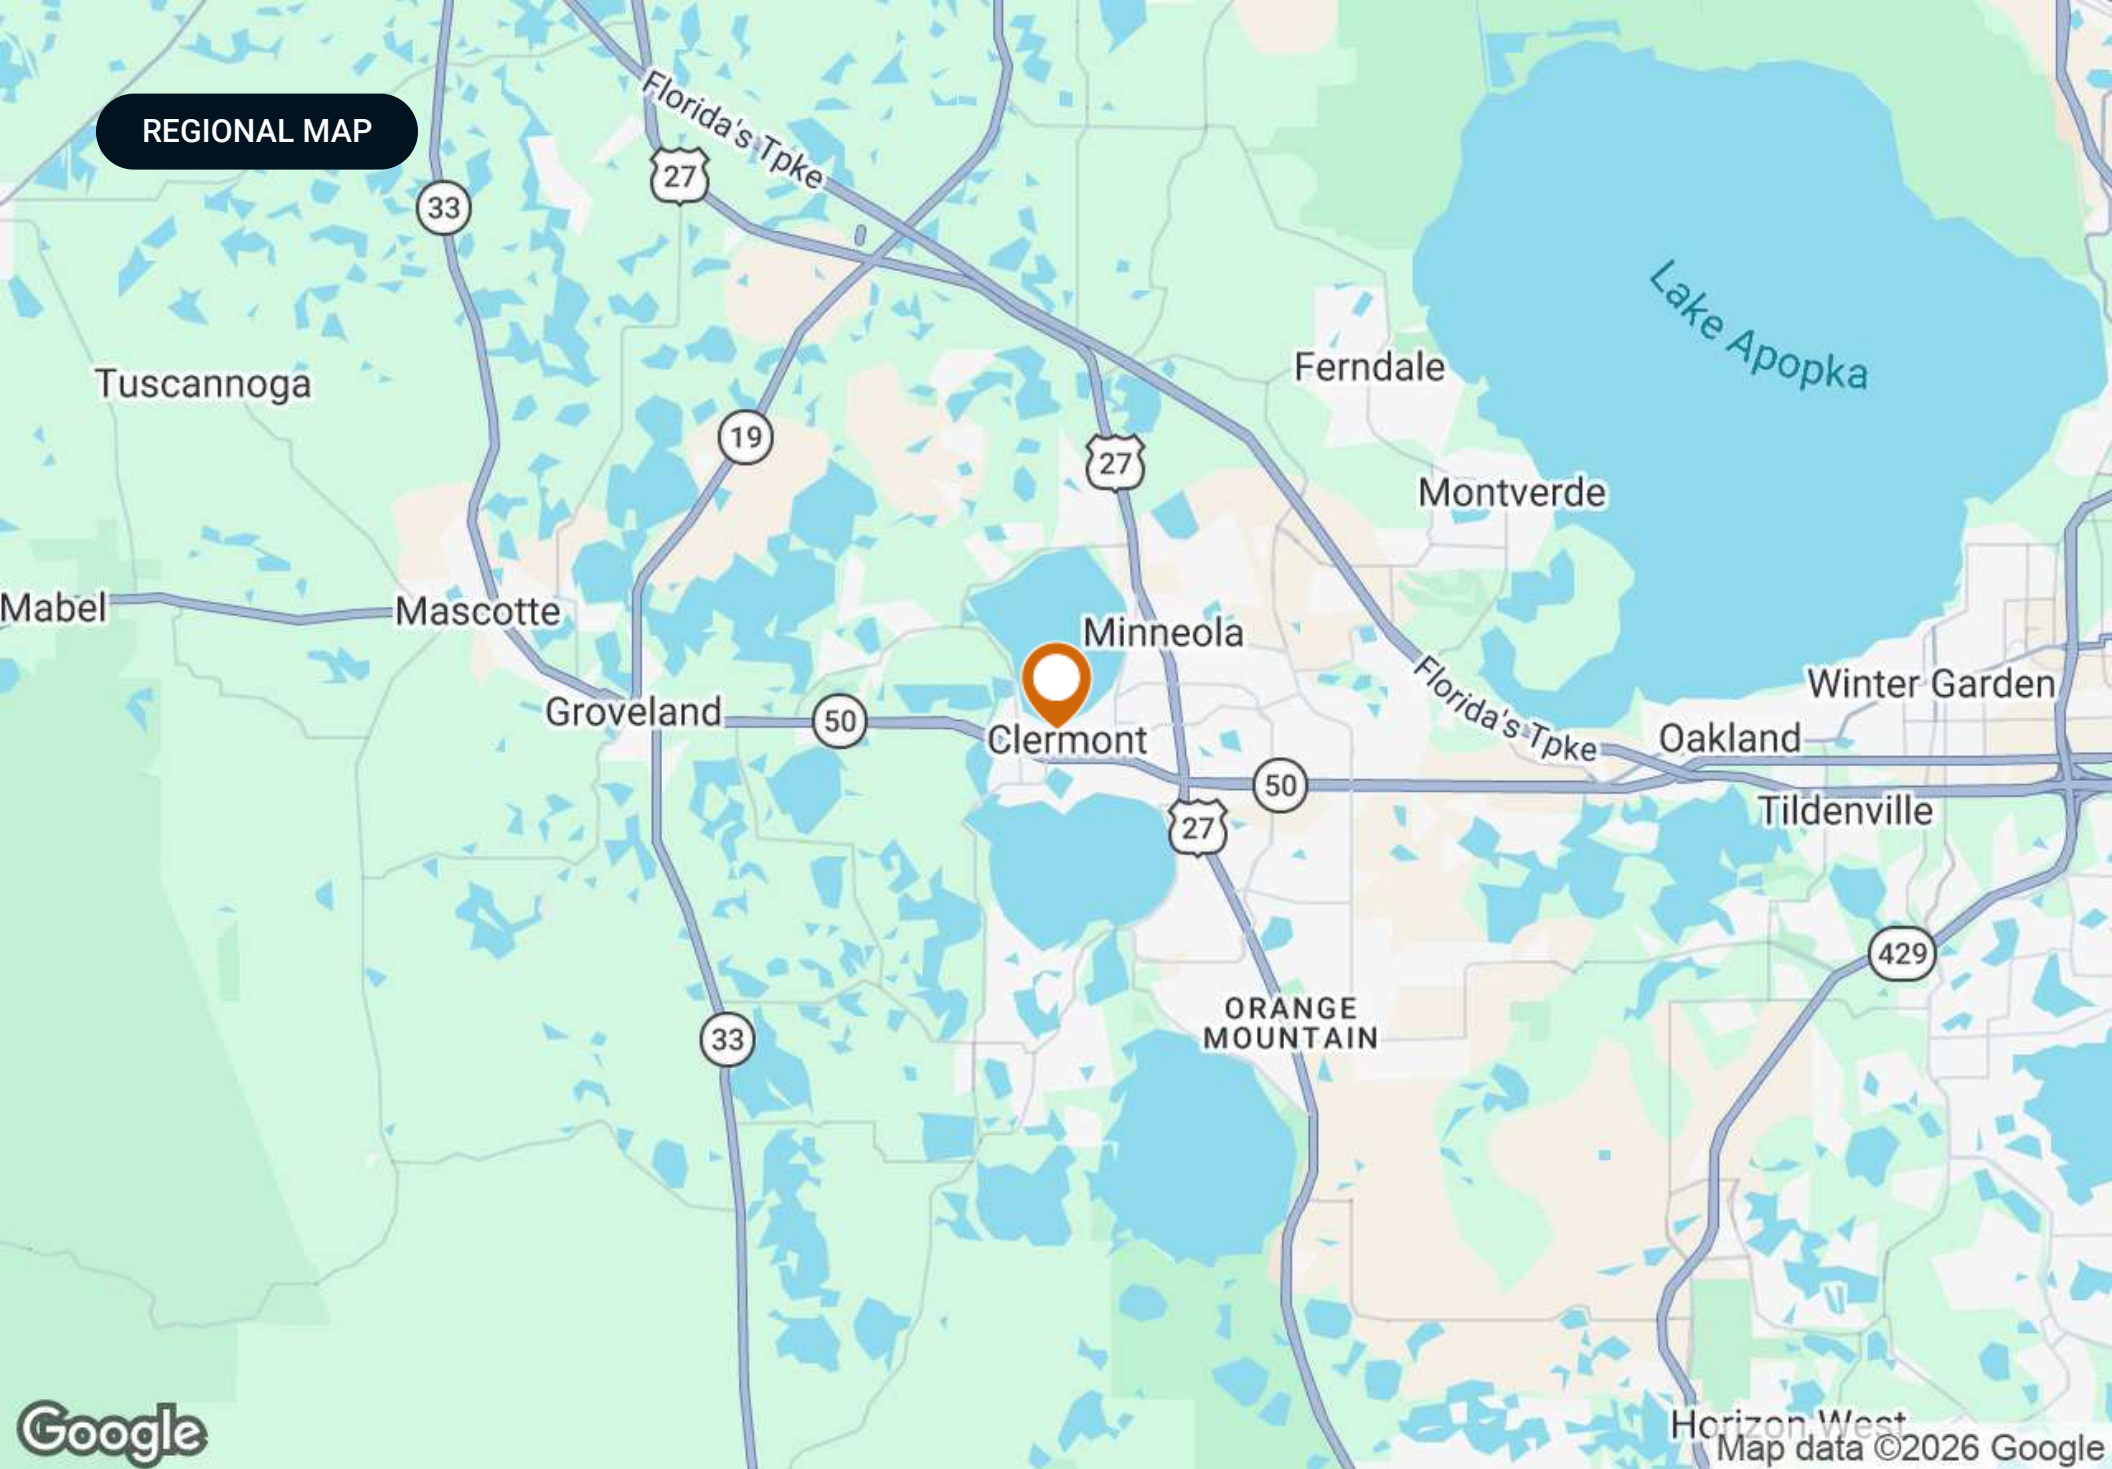 Florida's Tpke
REGIONAL MAP
27
33
Lake Apopka
Ferndale
Tuscannoga
19
27
Montverde
Mabel
Mascotte
Minneola
Winter Garden
Groveland
50
Clermont
Florida's Tpke
Oakland
50
Tildenville
27
429
ORANGE
MOUNTAIN
33
Horizon West
Google
Map data ©2026 Google